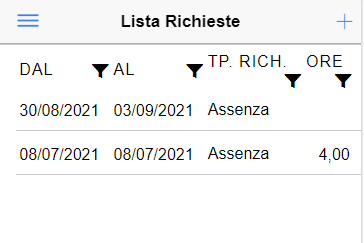 Lista Richieste
DAL AL TP. RICH. ORE
30/08/2021 03/09/2021 Assenza
08/07/2021 08/07/2021 Assenza 4,00